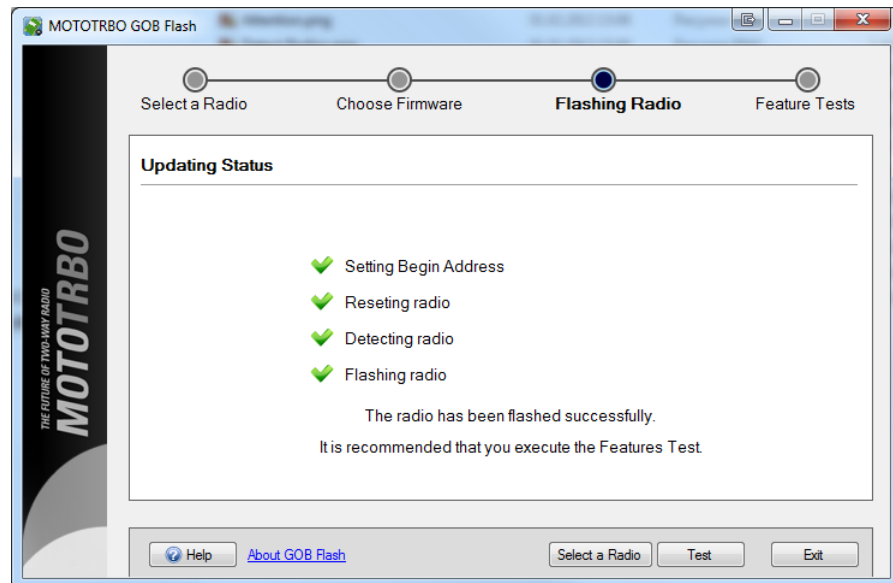 MOTOTRBO GOB Flash
Select a Radio
Choose Firmware
Flashing Radio
Feature Tests
Updating Status
Setting Begin Address
Reseting radio
Detecting radio
Flashing radio
The radio has been flashed successfully.
It is recommended that you execute the Features Test.
THE FUTURE OF TWO-WAY RADIO
MOTOTRBO
Help
About GOB Flash
Select a Radio
Test
Exit